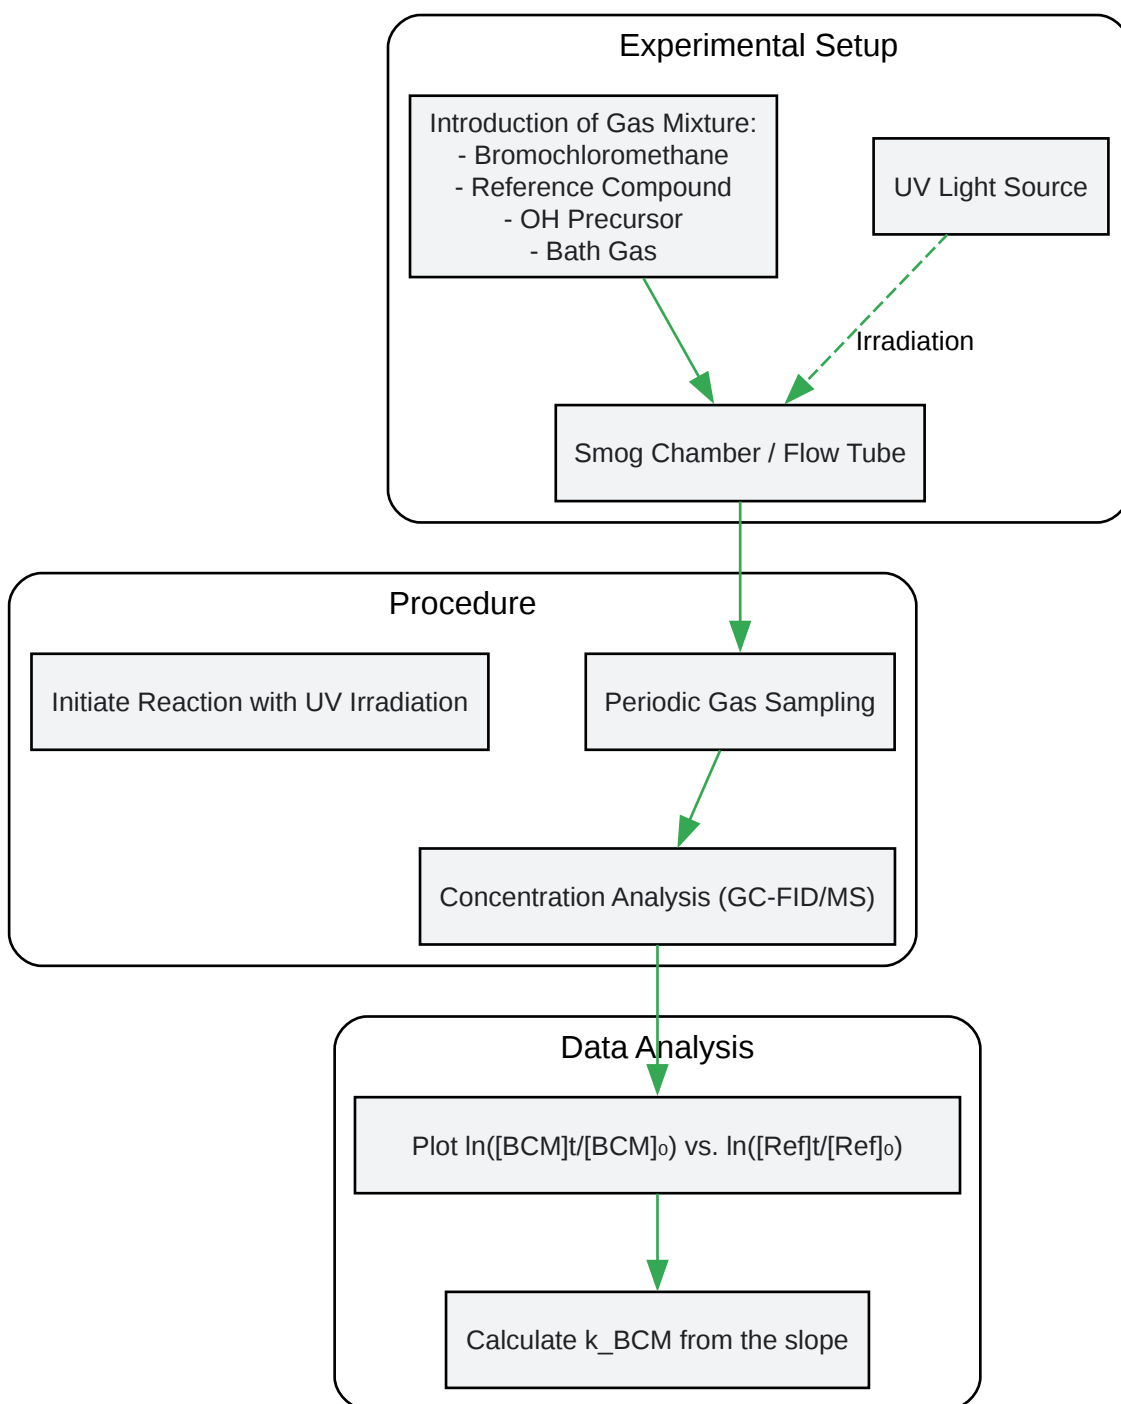 Experimental Setup
Introduction of Gas Mixture:
- Bromochloromethane
- Reference Compound
- OH Precursor
- Bath Gas
UV Light Source
Irradiation
Smog Chamber / Flow Tube
Procedure
Initiate Reaction with UV Irradiation
Periodic Gas Sampling
Concentration Analysis (GC-FID/MS)
Data Analysis
Plot ln([BCM]t/[BCM]₀) vs. ln([Ref]t/[Ref]₀)
Calculate k_BCM from the slope